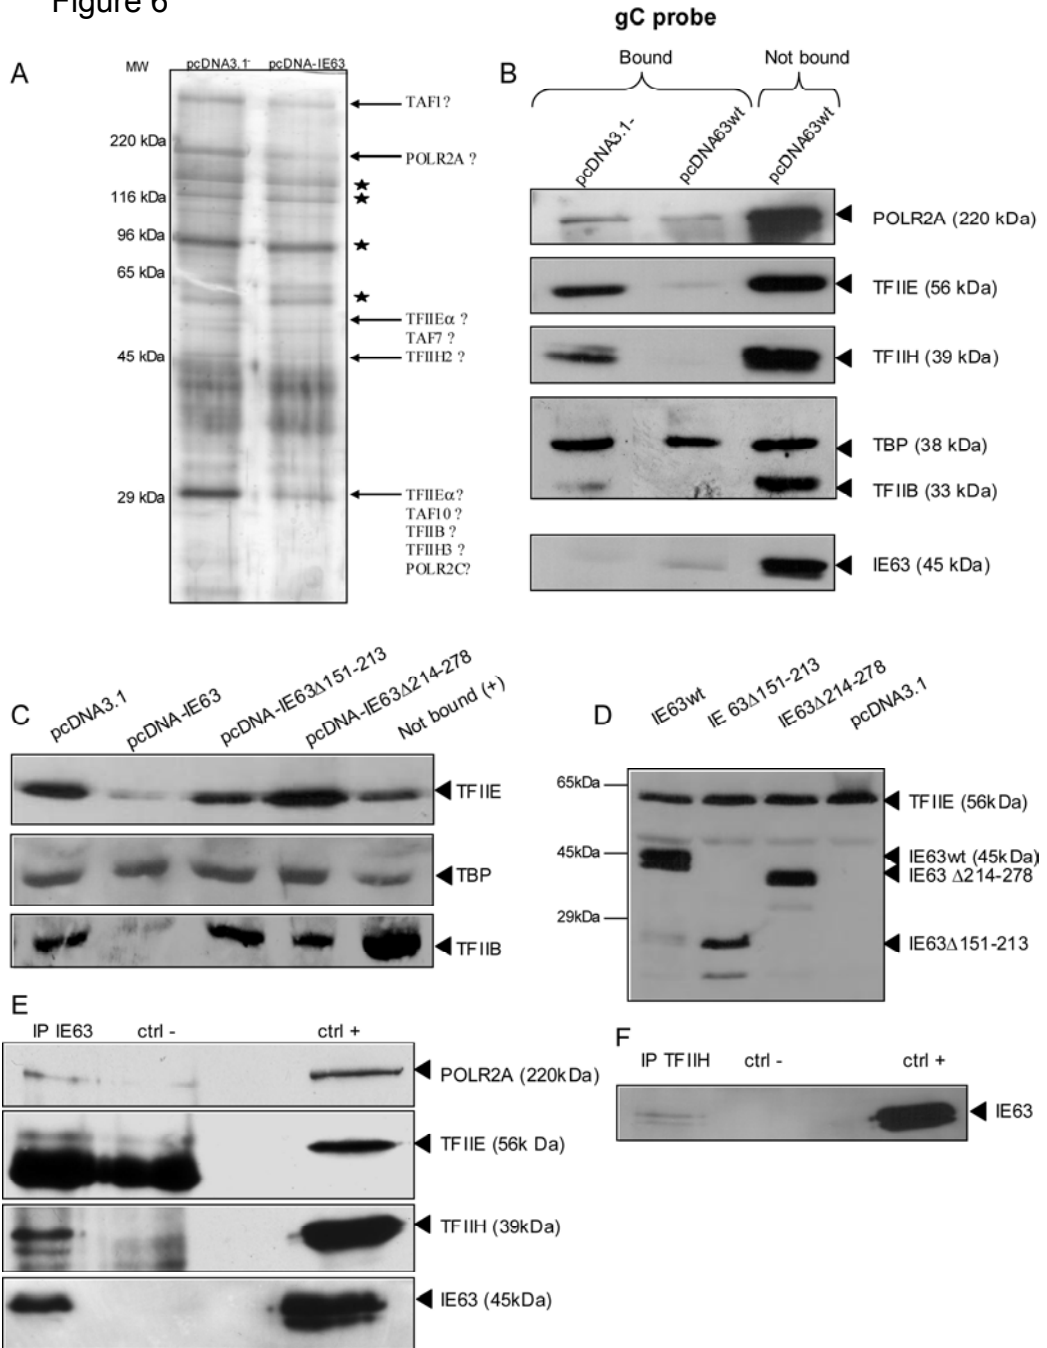 Figure 6
gC probe
A
MW
pcDNA3.1-
pcDNA-IE63
220 kDa
116 kDa
96 kDa
65 kDa
45 kDa
29 kDa
TAF1?
POLR2A ?
TFIIEα ?
TAF7 ?
TFIIH2 ?
TFIIEα?
TAF10 ?
TFIIB ?
TFIIH3 ?
POLR2C?
B
Bound
Not bound
pcDNA3.1-
pcDNA63wt
pcDNA63wt
POLR2A (220 kDa)
TFIIE (56 kDa)
TFIIH (39 kDa)
TBP (38 kDa)
TFIIB (33 kDa)
IE63 (45 kDa)
C
pcDNA3.1
pcDNA-IE63
pcDNA-IE63Δ151-213
pcDNA-IE63Δ214-278
Not bound (+)
TFIIE
TBP
TFIIB
D
IE63wt
IE 63Δ151-213
IE63Δ214-278
pcDNA3.1
65kDa
45kDa
29kDa
TFIIE (56kDa)
IE63wt (45kDa)
IE63 Δ214-278
IE63Δ151-213
E
IP IE63
ctrl -
ctrl +
POLR2A (220kDa)
TFIIE (56k Da)
TFIIH (39kDa)
IE63 (45kDa)
F
IP TFIIH
ctrl -
ctrl +
IE63